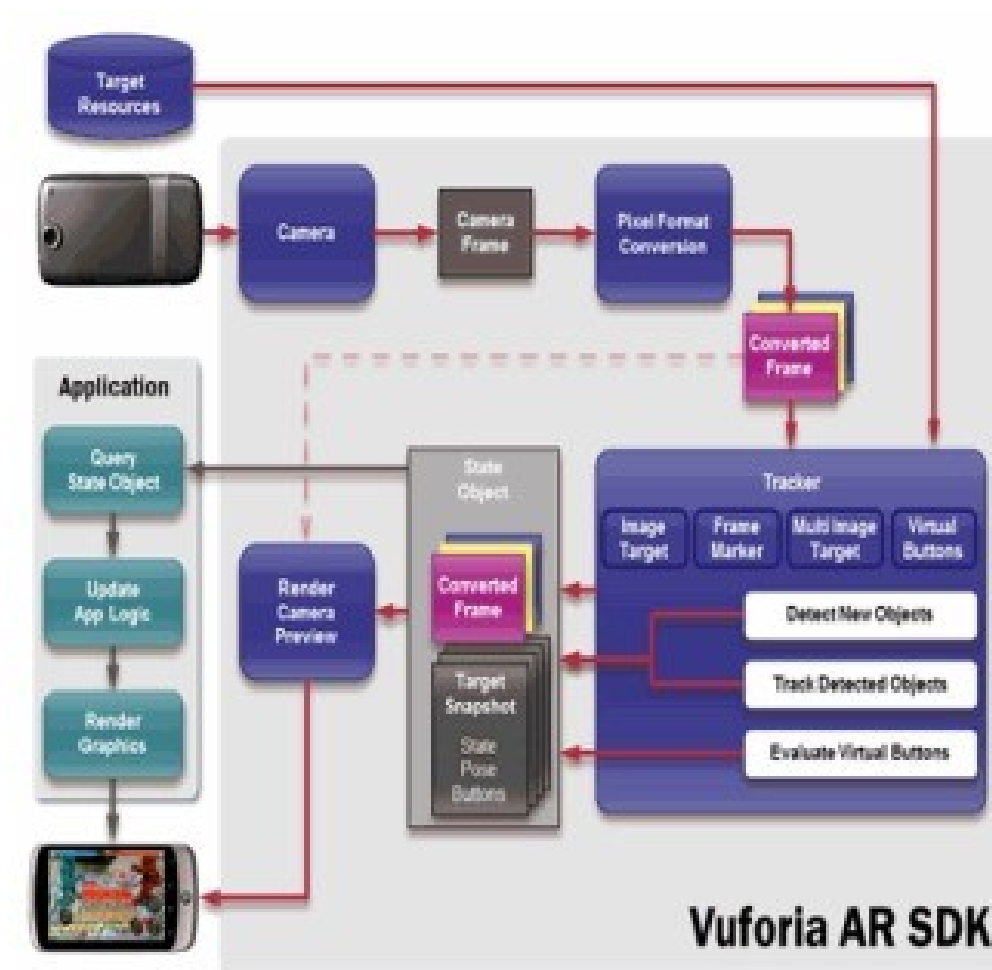 Target
Resources
Camera
Camera
Frame
Pixel Format
Conversion
Converted
Frame
Application
Query
State Object
Update
App Logic
Render
Graphics
Render
Camera
Preview
State
Object
Converted
Frame
Target
Snapshot
State
Pose
Buttons
Tracker
Image
Target
Frame
Marker
Multi Image
Target
Virtual
Buttons
Detect New Objects
Track Detected Objects
Evaluate Virtual Buttons
Vuforia AR SDK